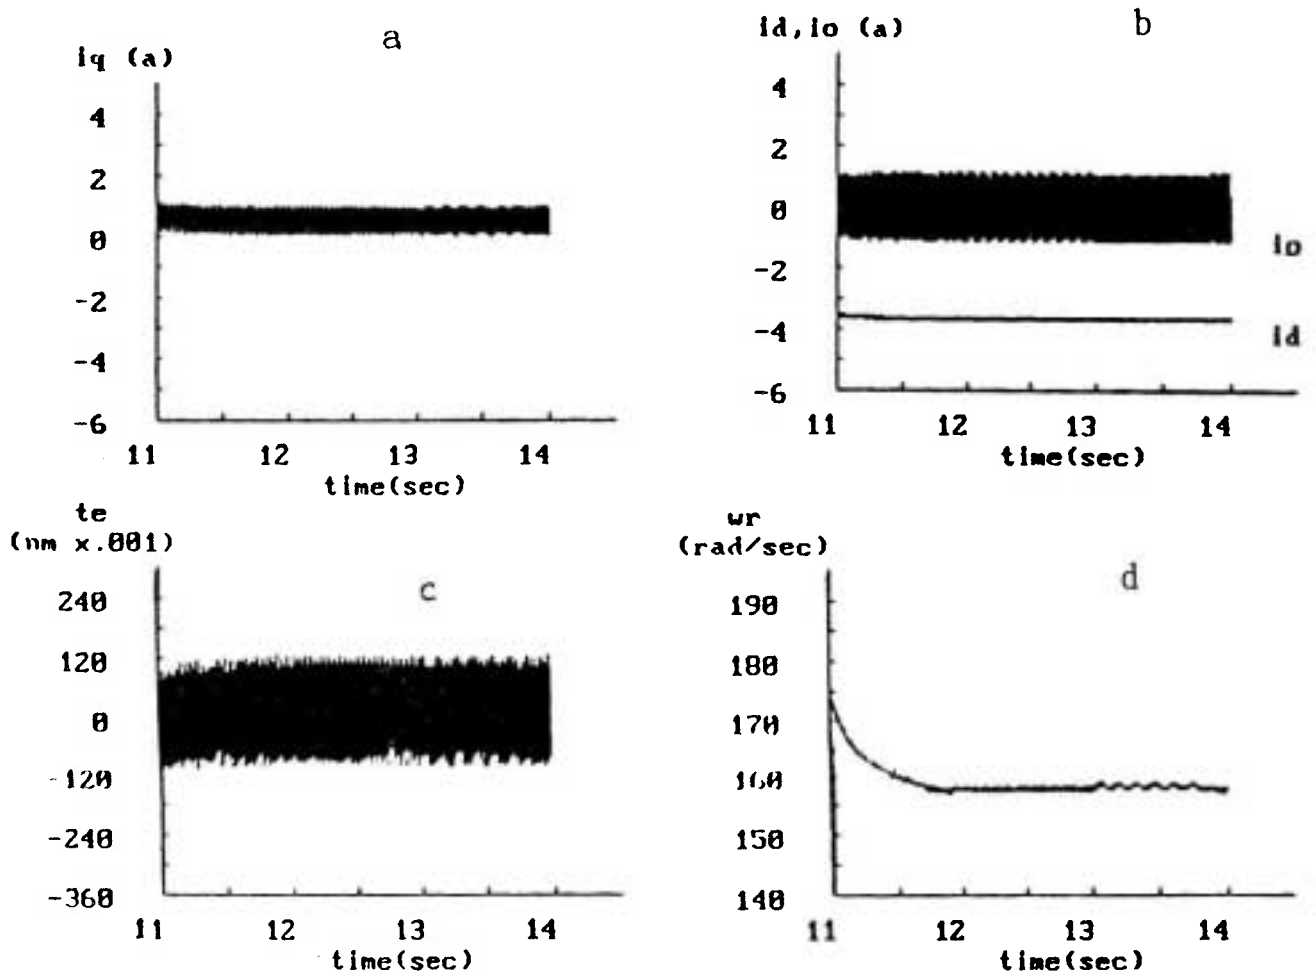 a
iq (a)
4
2
0
-2
-4
-6
11 12 13 14
time(sec)
b
id,io (a)
4
2
0
-2
-4
-6
io
id
11 12 13 14
time(sec)
c
te
(nm x.001)
240
120
0
-120
-240
-360
11 12 13 14
time(sec)
d
wr
(rad/sec)
190
180
170
160
150
140
11 12 13 14
time(sec)